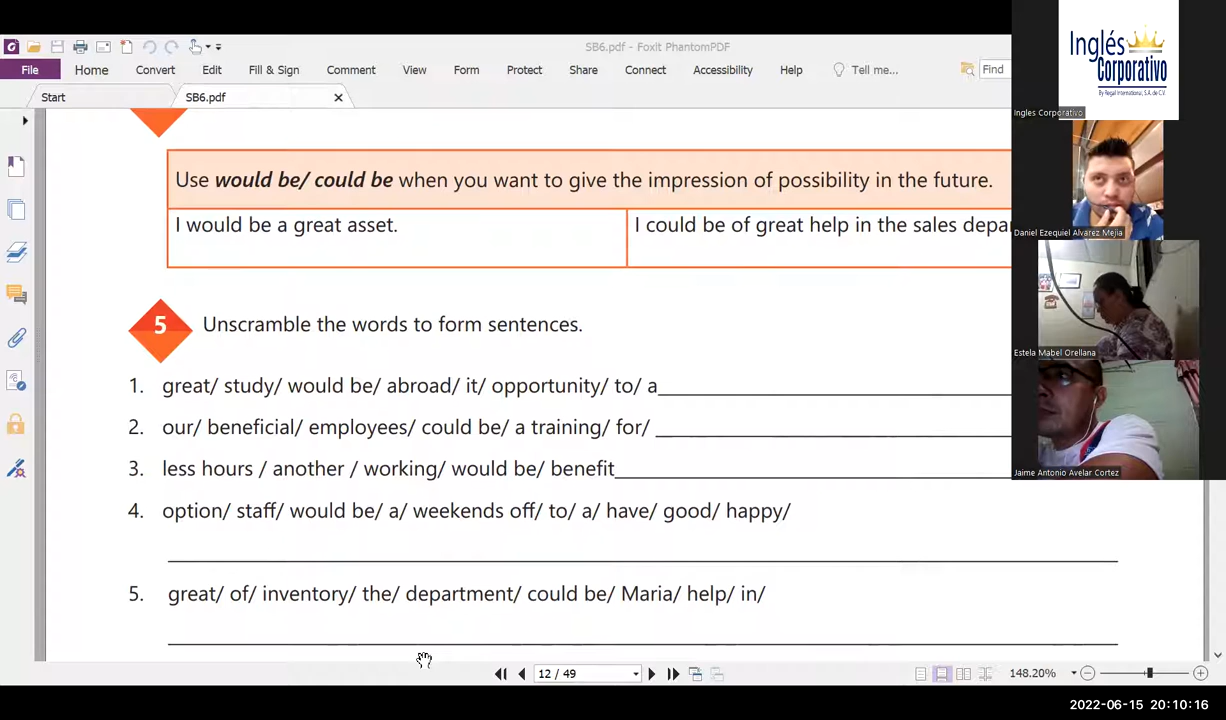 SB6.pdf - Foxit PhantomPDF
File Home Convert Edit Fill & Sign Comment View Form Protect Share Connect Accessibility Help Tell me... Find
Start SB6.pdf
Use would be/ could be when you want to give the impression of possibility in the future.
I would be a great asset. I could be of great help in the sales depa
5 Unscramble the words to form sentences.
1. great/ study/ would be/ abroad/ it/ opportunity/ to/ a
2. our/ beneficial/ employees/ could be/ a training/ for/
3. less hours / another / working/ would be/ benefit
4. option/ staff/ would be/ a/ weekends off/ to/ a/ have/ good/ happy/
5. great/ of/ inventory/ the/ department/ could be/ Maria/ help/ in/
12 / 49
148.20%
Inglés
Corporativo
By Regal International, S.A. de C.V.
Ingles Corporativo
Daniel Ezequiel Alvarez Mejia
Estela Mabel Orellana
Jaime Antonio Avelar Cortez
2022-06-15 20:10:16